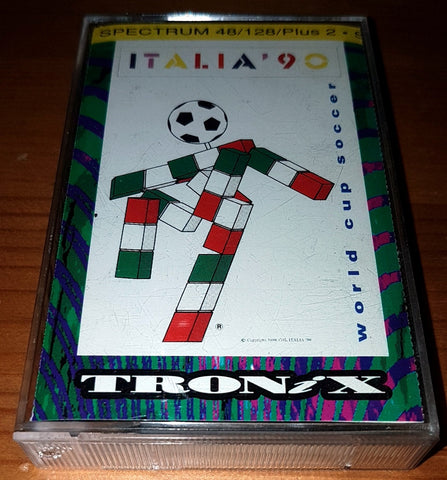 SPECTRUM 48/128/Plus 2 •
ITALIA'90
world cup soccer
®
TRONiX